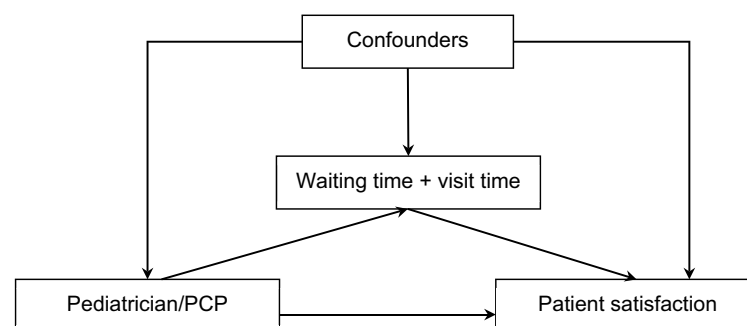 Confounders
Waiting time + visit time
Pediatrician/PCP
Patient satisfaction